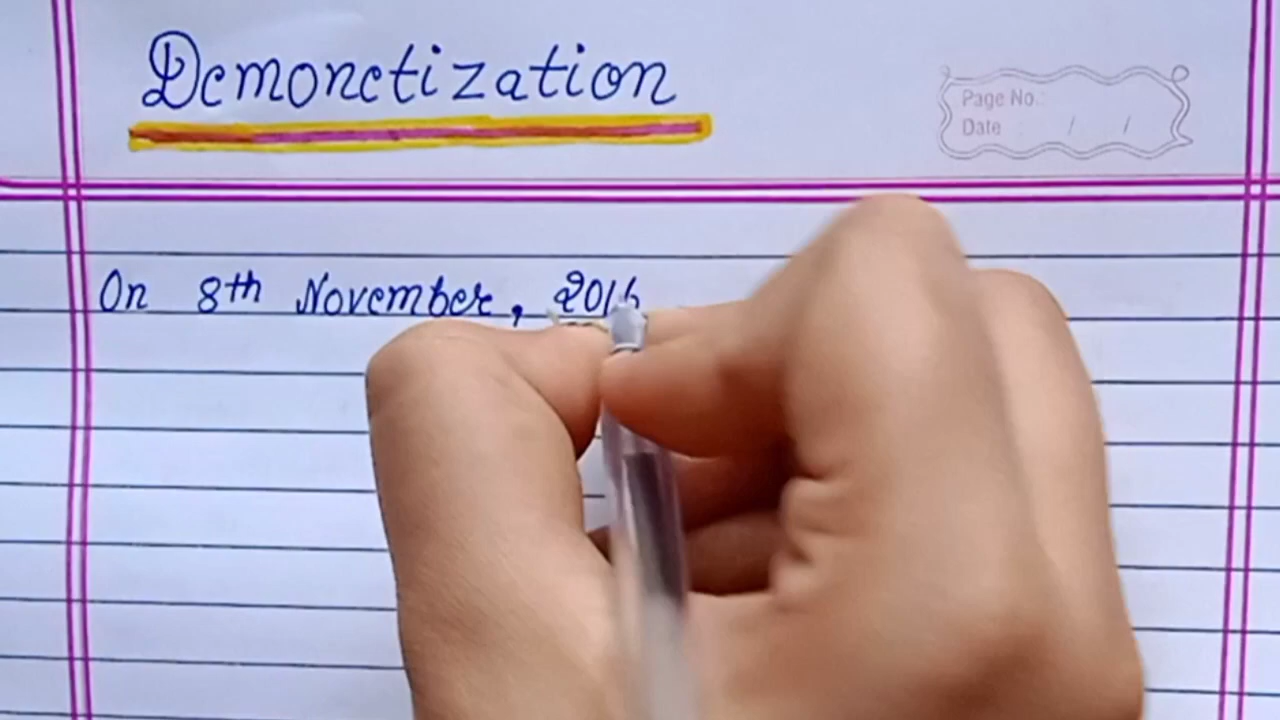 Demonetization
Page No.:
Date : / /
On 8th November, 2016